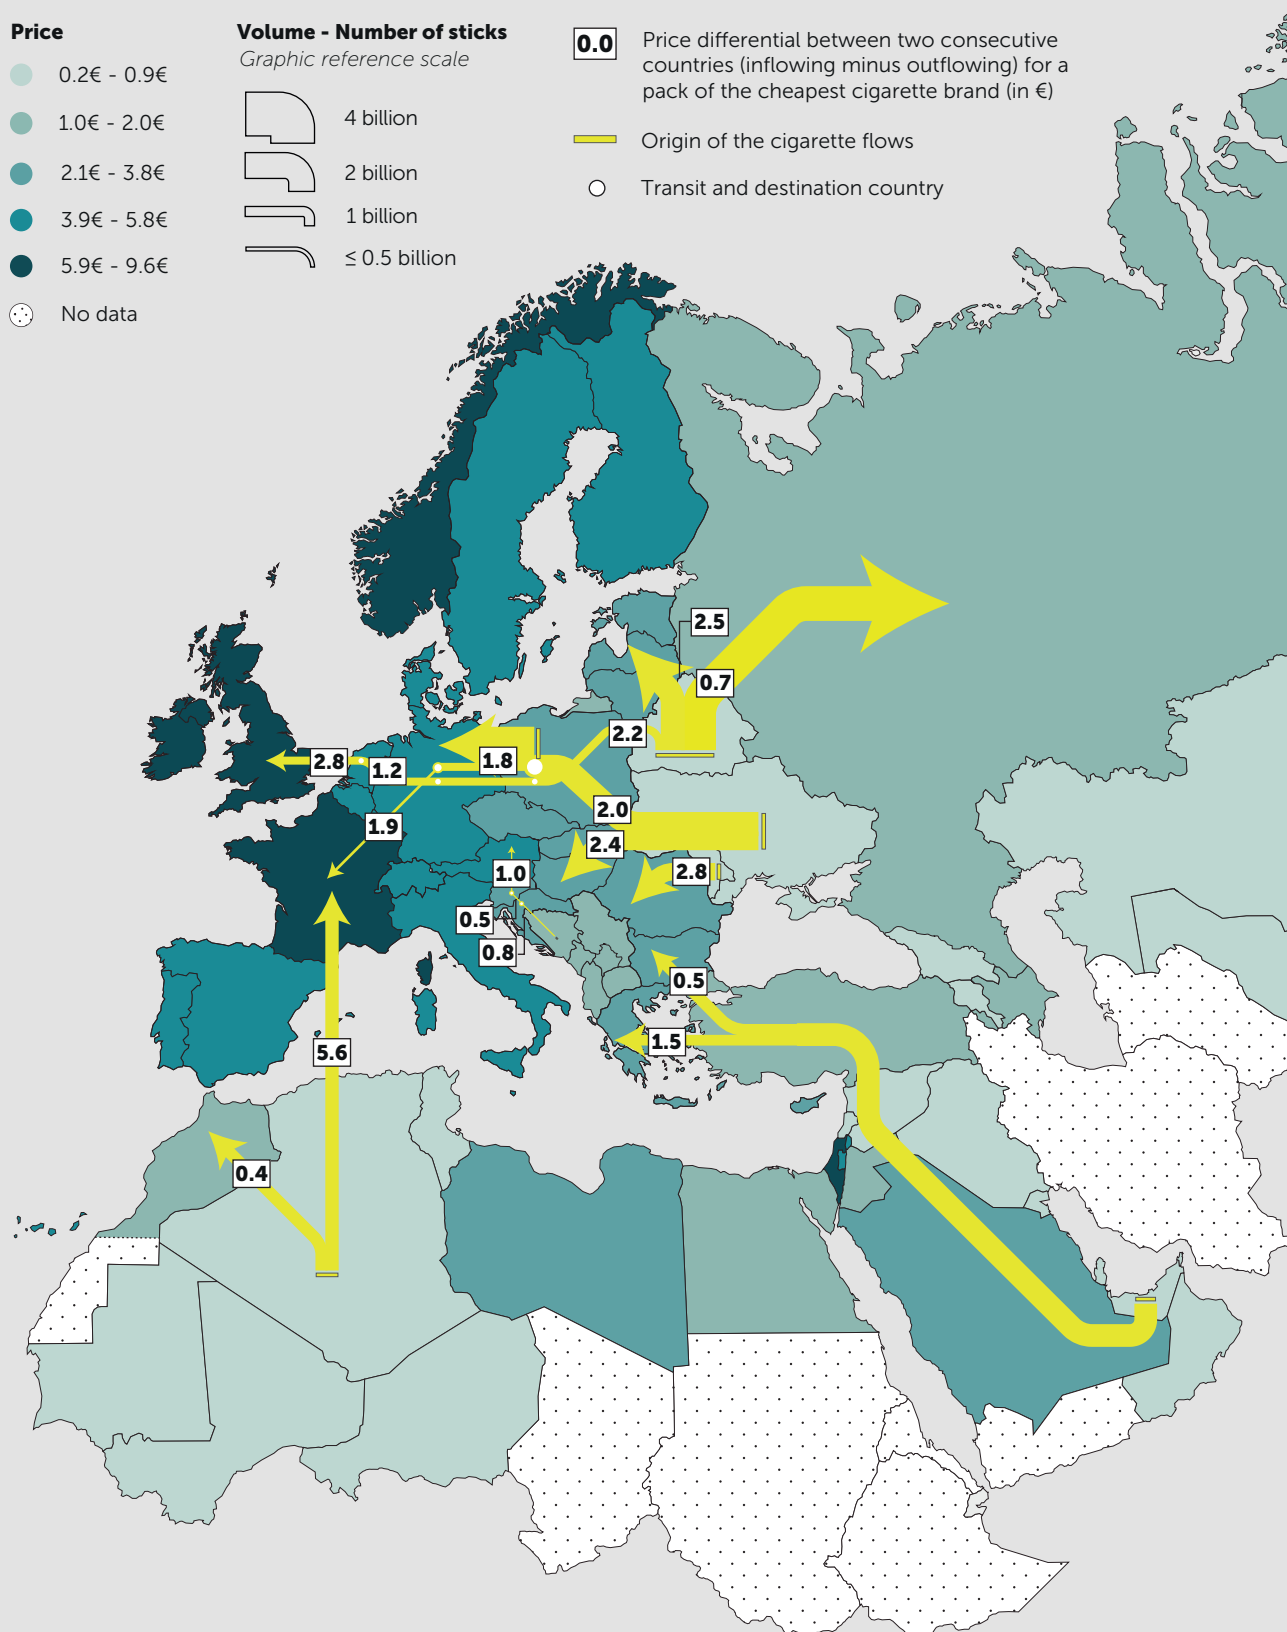 Price
0.2€ - 0.9€
1.0€ - 2.0€
2.1€ - 3.8€
3.9€ - 5.8€
5.9€ - 9.6€
No data
Volume - Number of sticks
Graphic reference scale
4 billion
2 billion
1 billion
≤ 0.5 billion
0.0
Price differential between two consecutive
countries (inflowing minus outflowing) for a
pack of the cheapest cigarette brand (in €)
Origin of the cigarette flows
Transit and destination country
2.5
0.7
2.2
2.8
1.2
1.8
2.0
1.9
2.4
1.0
2.8
0.5
0.8
0.5
1.5
5.6
0.4